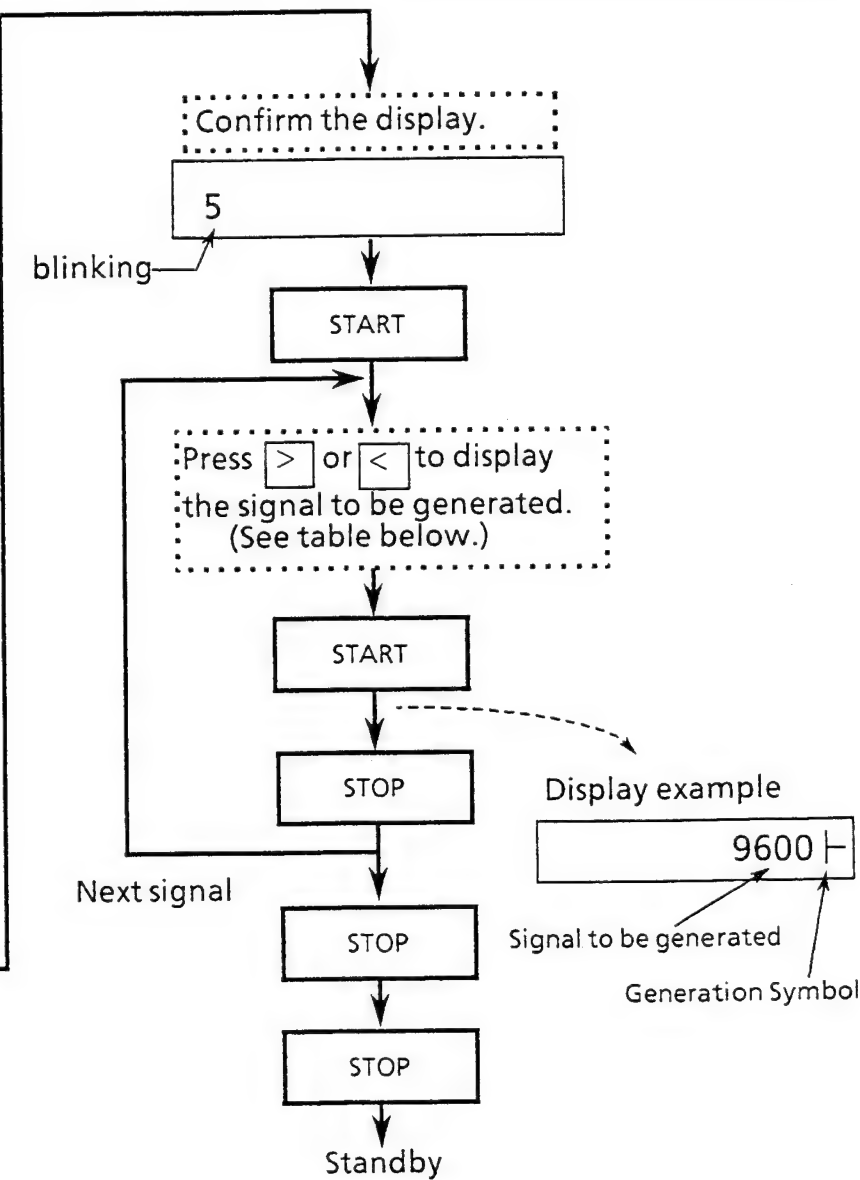 Confirm the display.
5
blinking
START
Press > or < to display
the signal to be generated.
(See table below.)
START
STOP
Display example
9600 ├
Next signal
Signal to be generated
STOP
Generation Symbol
STOP
Standby